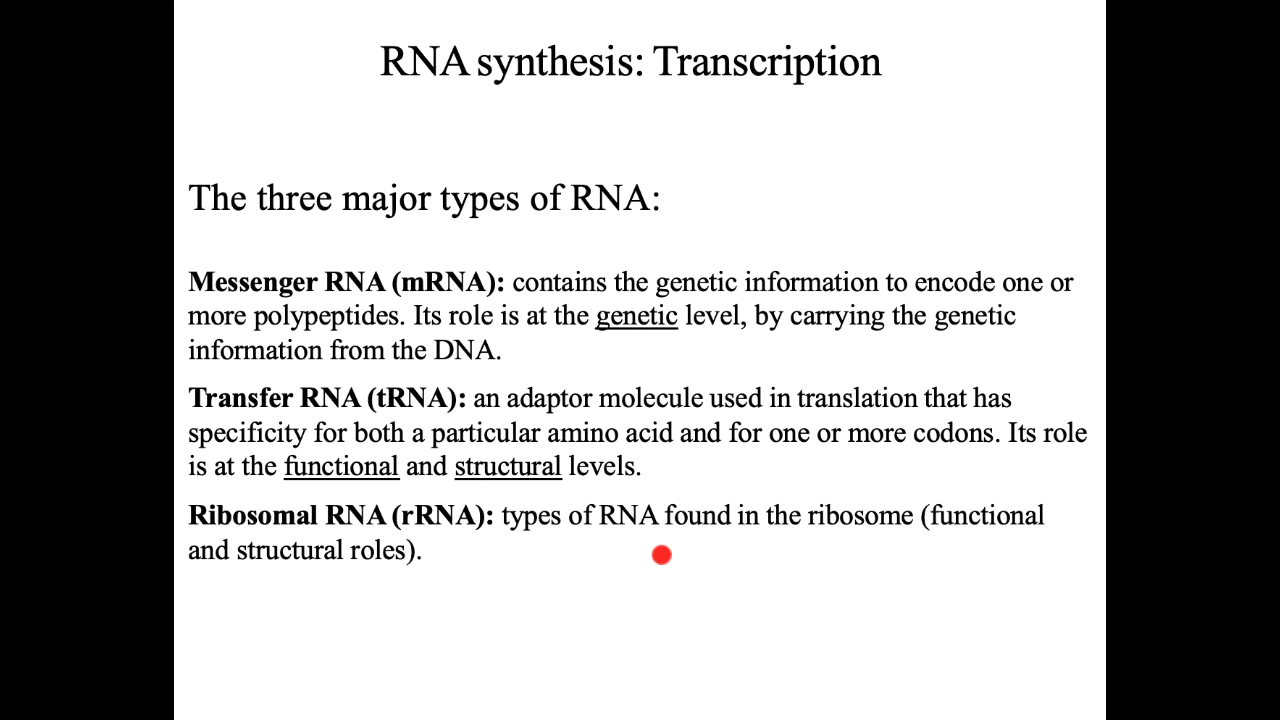 RNA synthesis: Transcription
The three major types of RNA:
Messenger RNA (mRNA): contains the genetic information to encode one or
more polypeptides. Its role is at the genetic level, by carrying the genetic
information from the DNA.
Transfer RNA (tRNA): an adaptor molecule used in translation that has
specificity for both a particular amino acid and for one or more codons. Its role
is at the functional and structural levels.
Ribosomal RNA (rRNA): types of RNA found in the ribosome (functional
and structural roles).